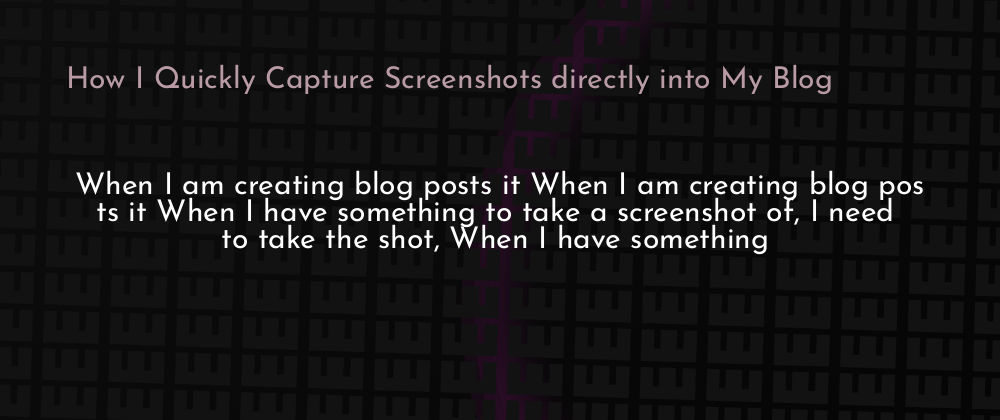 How I Quickly Capture Screenshots directly into My Blog
When I am creating blog posts it When I am creating blog pos
ts it When I have something to take a screenshot of, I need
to take the shot, When I have something